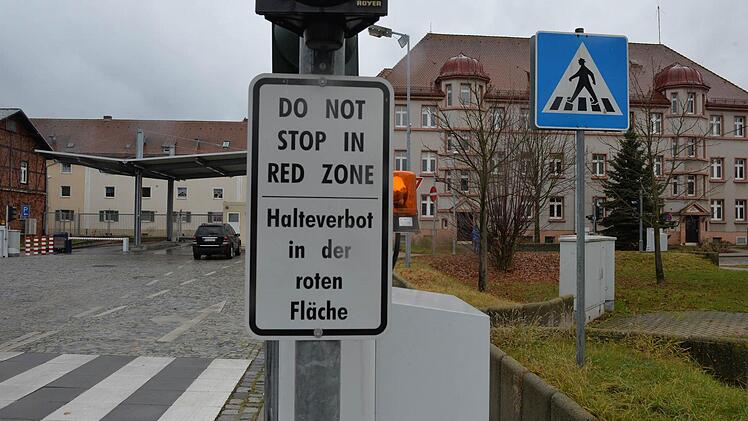 ROYER
DO NOT
STOP IN
RED ZONE
Halteverbot
in der
roten
Fläche